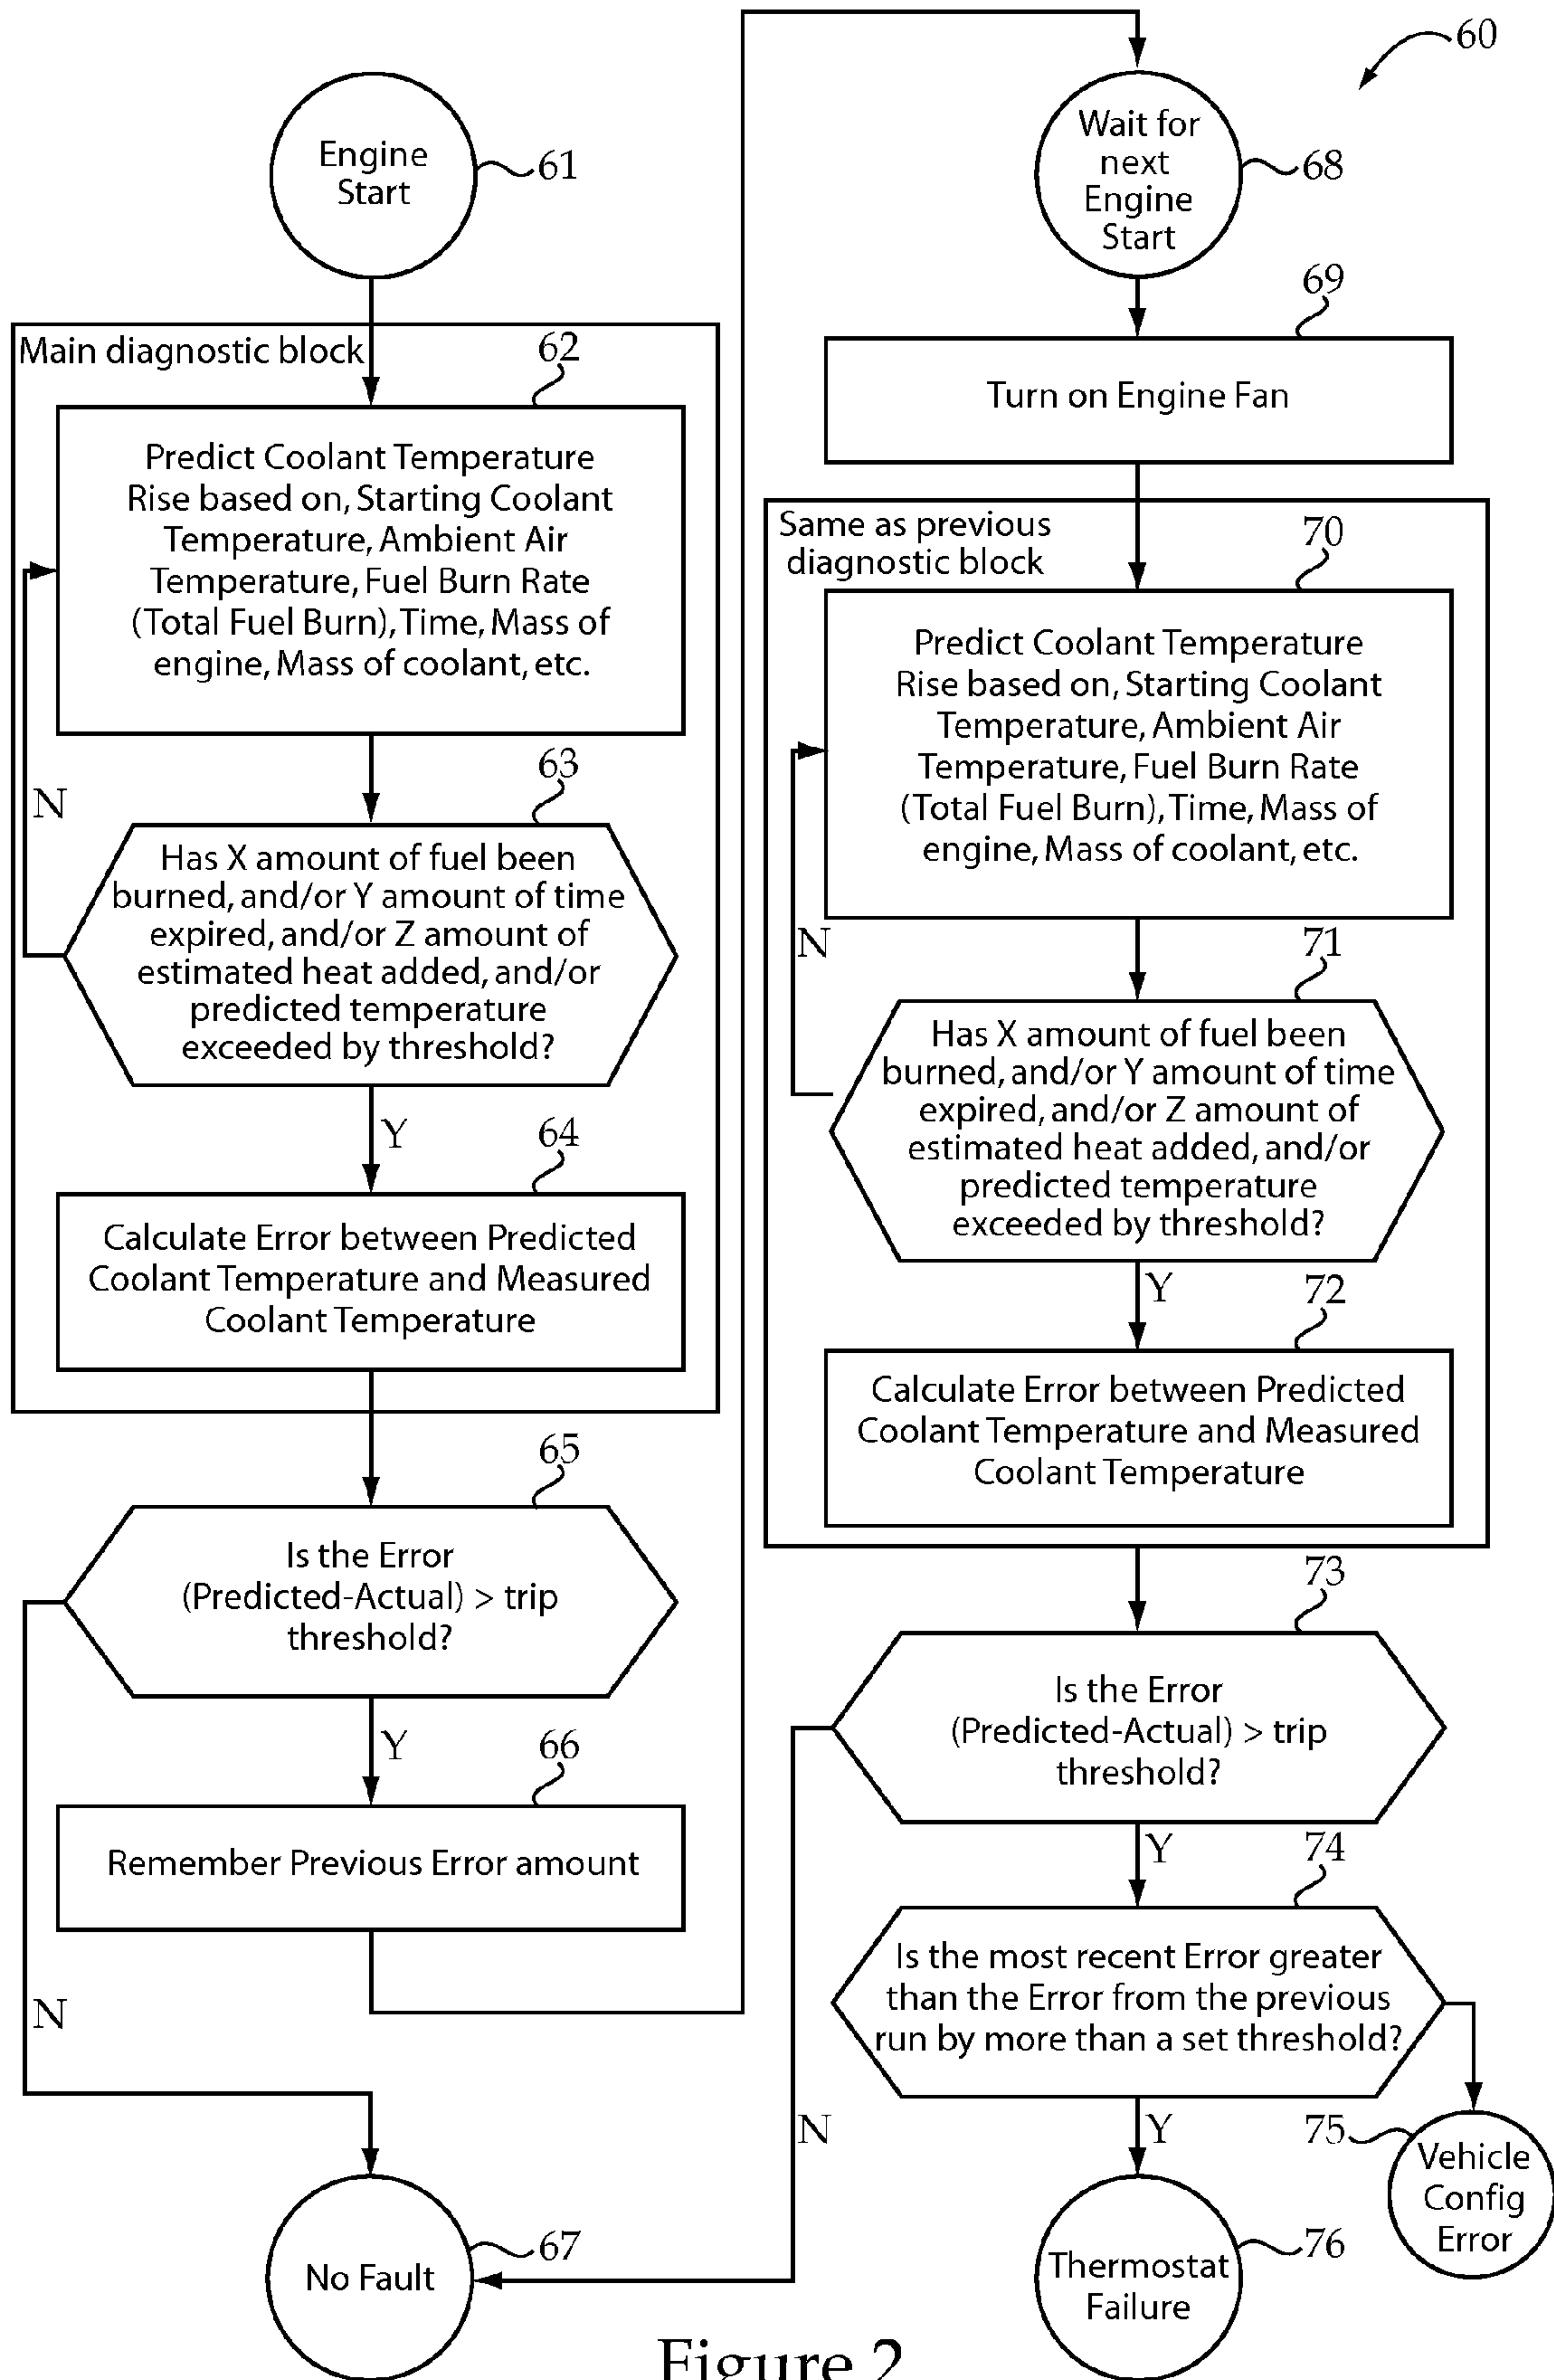 60
Engine
Start
61
Main diagnostic block
62
Predict Coolant Temperature
Rise based on, Starting Coolant
Temperature, Ambient Air
Temperature, Fuel Burn Rate
(Total Fuel Burn), Time, Mass of
engine, Mass of coolant, etc.
N
63
Has X amount of fuel been
burned, and/or Y amount of time
expired, and/or Z amount of
estimated heat added, and/or
predicted temperature
exceeded by threshold?
Y
64
Calculate Error between Predicted
Coolant Temperature and Measured
Coolant Temperature
65
Is the Error
(Predicted-Actual) > trip
threshold?
Y
66
Remember Previous Error amount
N
No Fault
67
Wait for
next
Engine
Start
68
69
Turn on Engine Fan
Same as previous
diagnostic block
70
Predict Coolant Temperature
Rise based on, Starting Coolant
Temperature, Ambient Air
Temperature, Fuel Burn Rate
(Total Fuel Burn), Time, Mass of
engine, Mass of coolant, etc.
N
71
Has X amount of fuel been
burned, and/or Y amount of time
expired, and/or Z amount of
estimated heat added, and/or
predicted temperature
exceeded by threshold?
Y
72
Calculate Error between Predicted
Coolant Temperature and Measured
Coolant Temperature
73
Is the Error
(Predicted-Actual) > trip
threshold?
Y
74
Is the most recent Error greater
than the Error from the previous
run by more than a set threshold?
N
Y
75
Vehicle
Config
Error
Thermostat
Failure
76
Figure 2